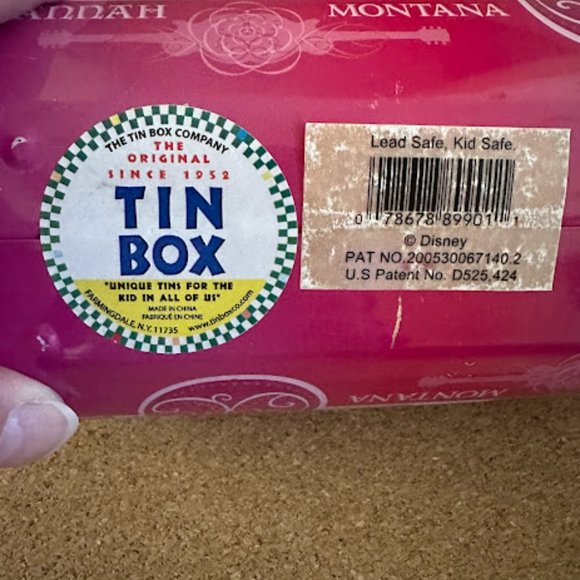 ANNAH MONTANA
THE TIN BOX COMPANY
THE
ORIGINAL
SINCE 1952
TIN
BOX
"UNIQUE TINS FOR THE
KID IN ALL OF US"
MADE IN CHINA
FABRIQUÉ EN CHINE
FARMINGDALE, N.Y. 11735 www.tinboxco.com
Lead Safe, Kid Safe.
0 78678 89901 1
© Disney
PAT NO.200530067140.2
U.S Patent No. D525,424
MONTANA